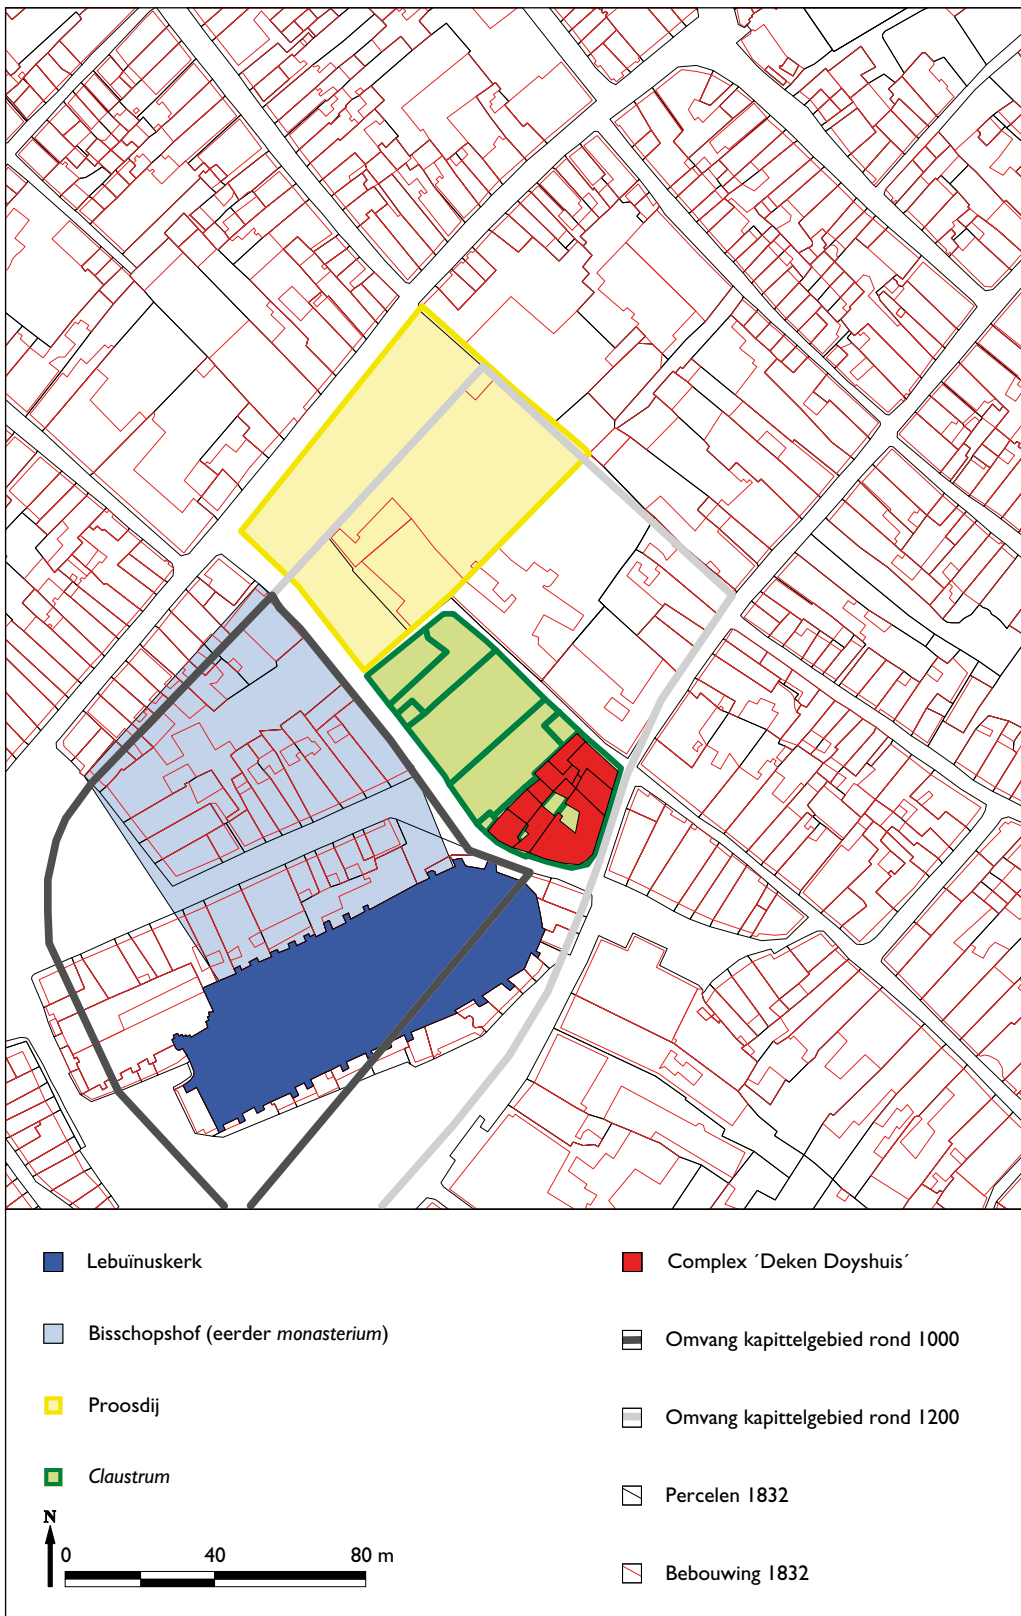 Lebuïnuskerk
Bisschopshof (eerder monasterium)
Proosdij
Claustrum
N
0 40 80 m
Complex ´Deken Doyshuis´
Omvang kapittelgebied rond 1000
Omvang kapittelgebied rond 1200
Percelen 1832
Bebouwing 1832